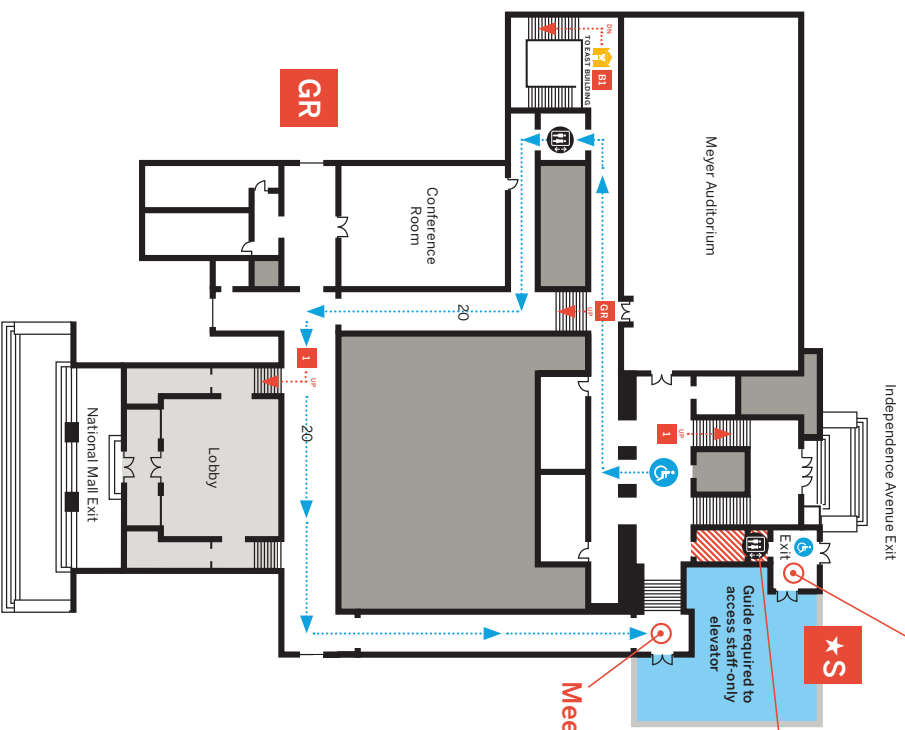 DN
B1
TO EAST BUILDING
GR
Meyer Auditorium
Conference
Room
Independence Avenue Exit
20
UP
GR
1
UP
UP
1
20
Lobby
National Mall Exit
Exit
Guide required to
access staff-only
elevator
★S
Mee